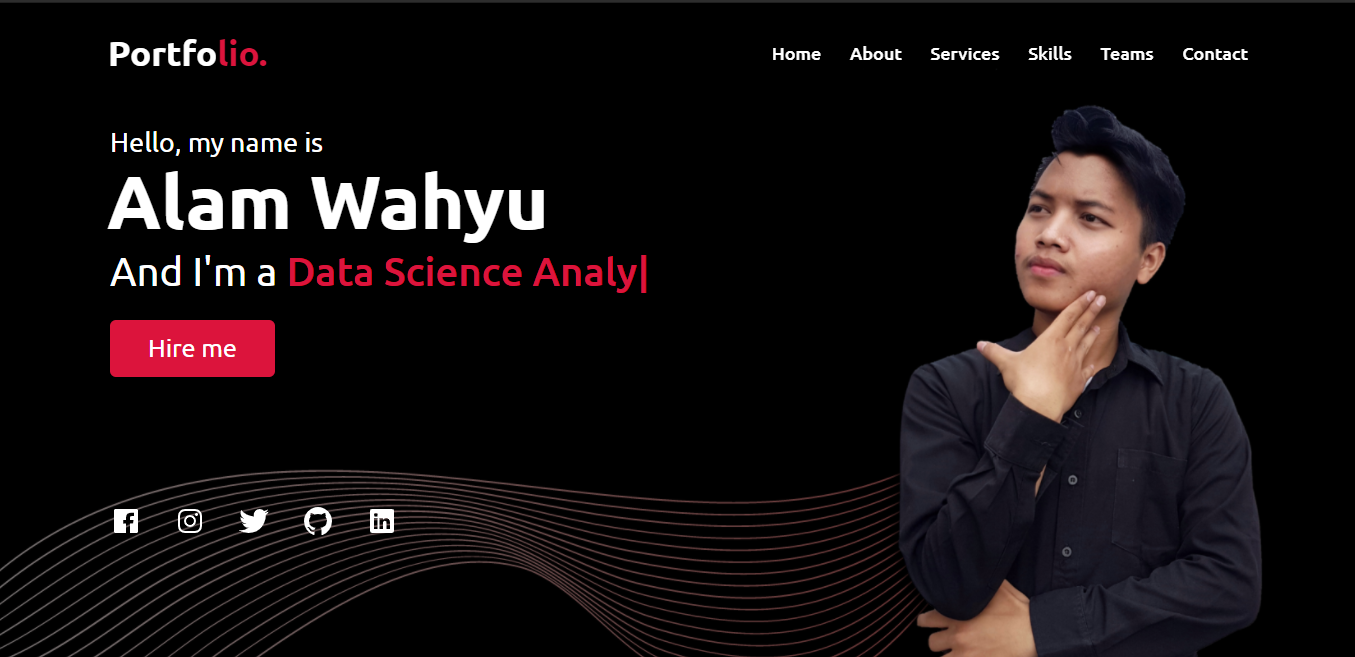 Portfolio.
Home About Services Skills Teams Contact
Hello, my name is
Alam Wahyu
And I'm a Data Science Analy|
Hire me